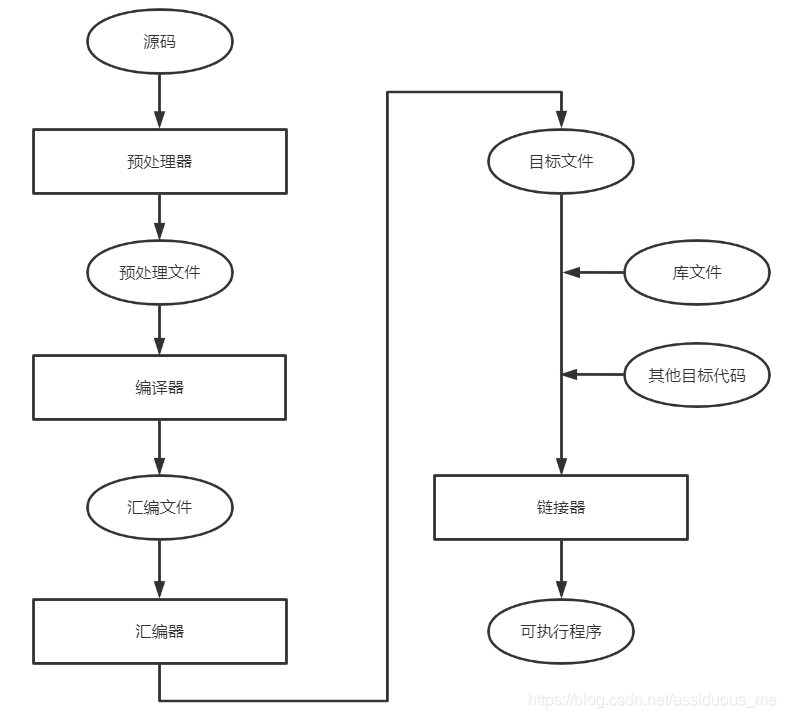 源码
预处理器
预处理文件
编译器
汇编文件
汇编器
目标文件
库文件
其他目标代码
链接器
可执行程序
https://blog.csdn.net/assiduous_me